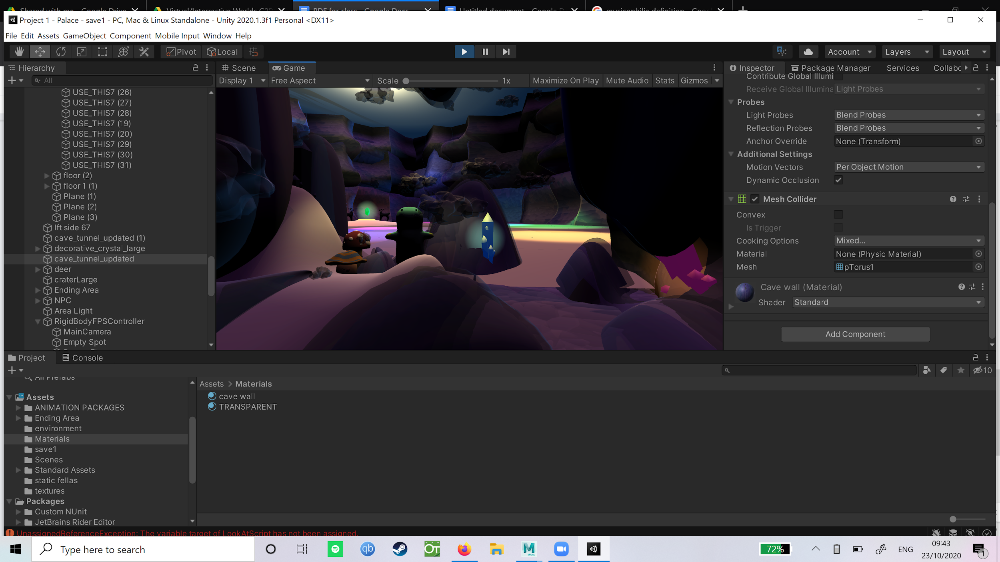 Shared with me - Google Drive
Virtual/Interactive Worlds
PDF for class - Google Docs
Untitled document - Google
musicophilia definition - Goog
Project 1 - Palace - save1 - PC, Mac & Linux Standalone - Unity 2020.1.3f1 Personal <DX11>
File Edit Assets GameObject Component Mobile Input Window Help
Pivot Local Account Layers Layout
Hierarchy
All
USE_THIS7 (26)
USE_THIS7 (27)
USE_THIS7 (28)
USE_THIS7 (19)
USE_THIS7 (20)
USE_THIS7 (29)
USE_THIS7 (30)
USE_THIS7 (31)
floor (2)
floor 1 (1)
Plane (1)
Plane (2)
Plane (3)
lft side 67
cave_tunnel_updated (1)
decorative_crystal_large
cave_tunnel_updated
deer
craterLarge
Ending Area
NPC
Area Light
RigidBodyFPSController
MainCamera
Empty Spot
Scene Game
Display 1 Free Aspect Scale 1x Maximize On Play Mute Audio Stats Gizmos
Inspector Package Manager Services Collabc
Contribute Global Illumi
Receive Global Illumina Light Probes
Probes
Light Probes Blend Probes
Reflection Probes Blend Probes
Anchor Override None (Transform)
Additional Settings
Motion Vectors Per Object Motion
Dynamic Occlusion
Mesh Collider
Convex
Is Trigger
Cooking Options Mixed...
Material None (Physic Material)
Mesh pTorus1
Cave wall (Material)
Shader Standard
Add Component
Project Console
10
All Prefabs
Assets
ANIMATION PACKAGES
Ending Area
environment
Materials
save1
Scenes
Standard Assets
static fellas
textures
Packages
Custom NUnit
JetBrains Rider Editor
Assets > Materials
cave wall
TRANSPARENT
UnassignedReferenceException: The variable target of LookAtScript has not been assigned.
Type here to search
qb
OT
M
MAYA
72%
ENG
09:43
23/10/2020
1